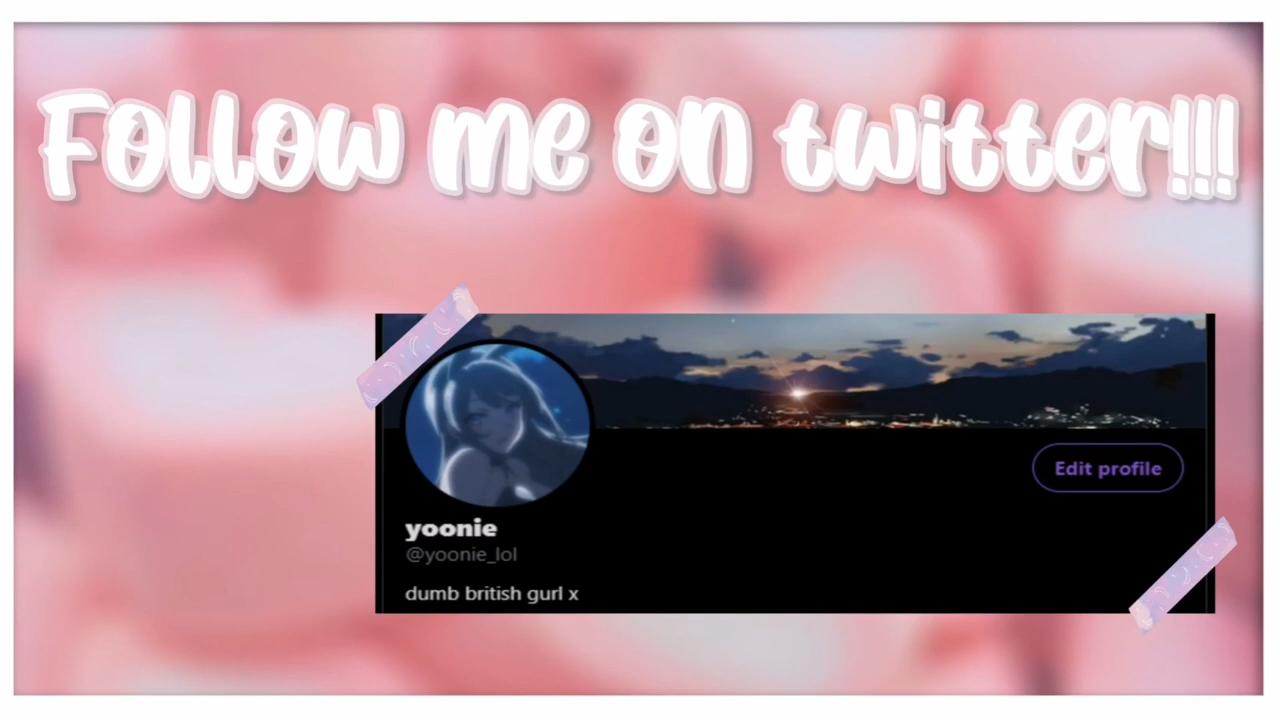 Follow me on twitter!!!
Edit profile
yoonie
@yoonie_lol
dumb british gurl x